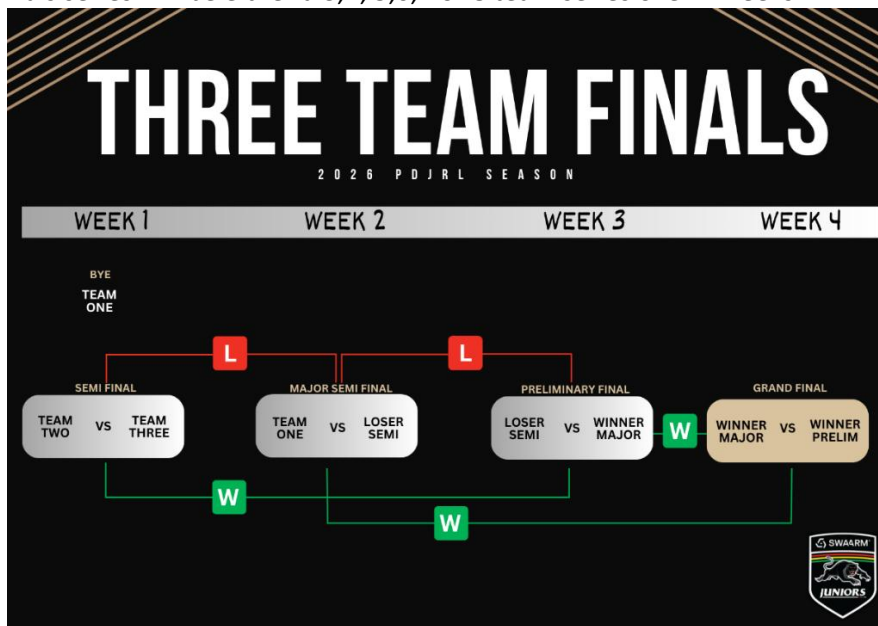 THREE TEAM FINALS
2026 PDJRL SEASON
WEEK 1 WEEK 2 WEEK 3 WEEK 4
BYE
TEAM
ONE
L L
SEMI FINAL MAJOR SEMI FINAL PRELIMINARY FINAL GRAND FINAL
TEAM TWO VS TEAM THREE
TEAM ONE VS LOSER SEMI
LOSER SEMI VS WINNER MAJOR
W
WINNER MAJOR VS WINNER PRELIM
W
W
SWAARM
JUNIORS